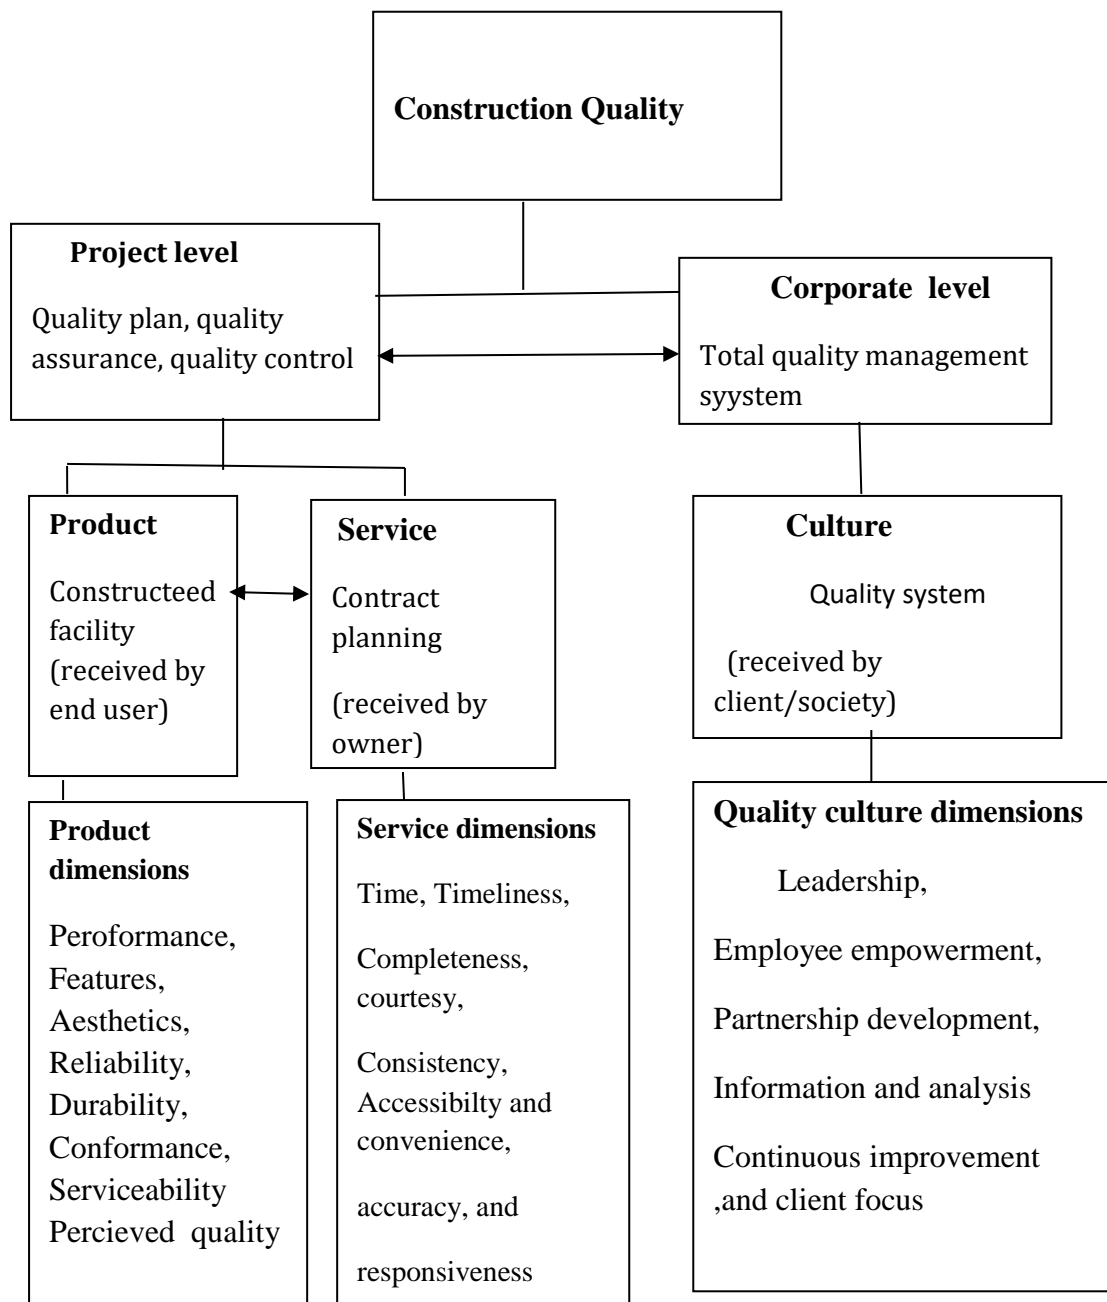 Construction Quality
Project level
Quality plan, quality
assurance, quality control
Corporate level
Total quality management
syystem
Product
Constructeed
facility
(received by
end user)
Service
Contract
planning
(received by
owner)
Culture
Quality system
(received by
client/society)
Product
dimensions
Peroformance,
Features,
Aesthetics,
Reliability,
Durability,
Conformance,
Serviceability
Percieved quality
Service dimensions
Time, Timeliness,
Completeness,
courtesy,
Consistency,
Accessibilty and
convenience,
accuracy, and
responsiveness
Quality culture dimensions
Leadership,
Employee empowerment,
Partnership development,
Information and analysis
Continuous improvement
,and client focus